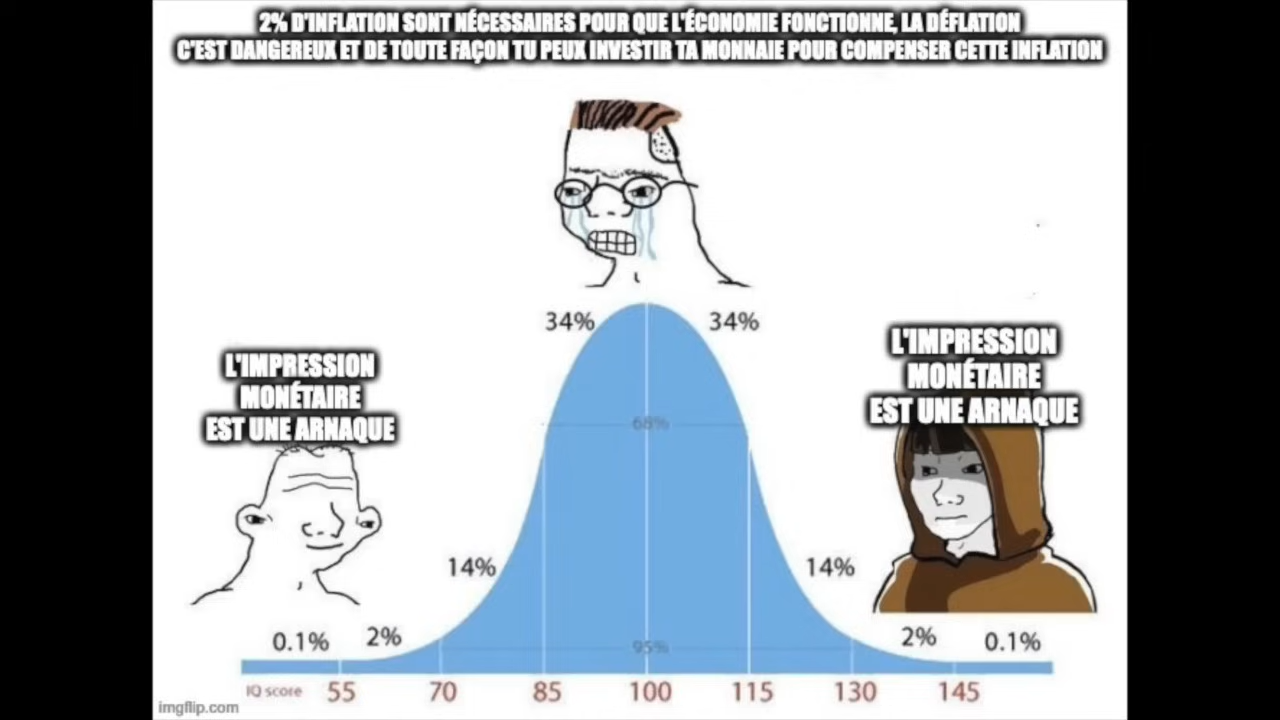 2% D'INFLATION SONT NÉCESSAIRES POUR QUE L'ÉCONOMIE FONCTIONNE, LA DÉFLATION
C'EST DANGEREUX ET DE TOUTE FAÇON TU PEUX INVESTIR TA MONNAIE POUR COMPENSER CETTE INFLATION
34% 34%
L'IMPRESSION
MONÉTAIRE
EST UNE ARNAQUE
L'IMPRESSION
MONÉTAIRE
EST UNE ARNAQUE
68%
14% 14%
0.1% 2% 95% 2% 0.1%
IQ score 55 70 85 100 115 130 145
imgflip.com